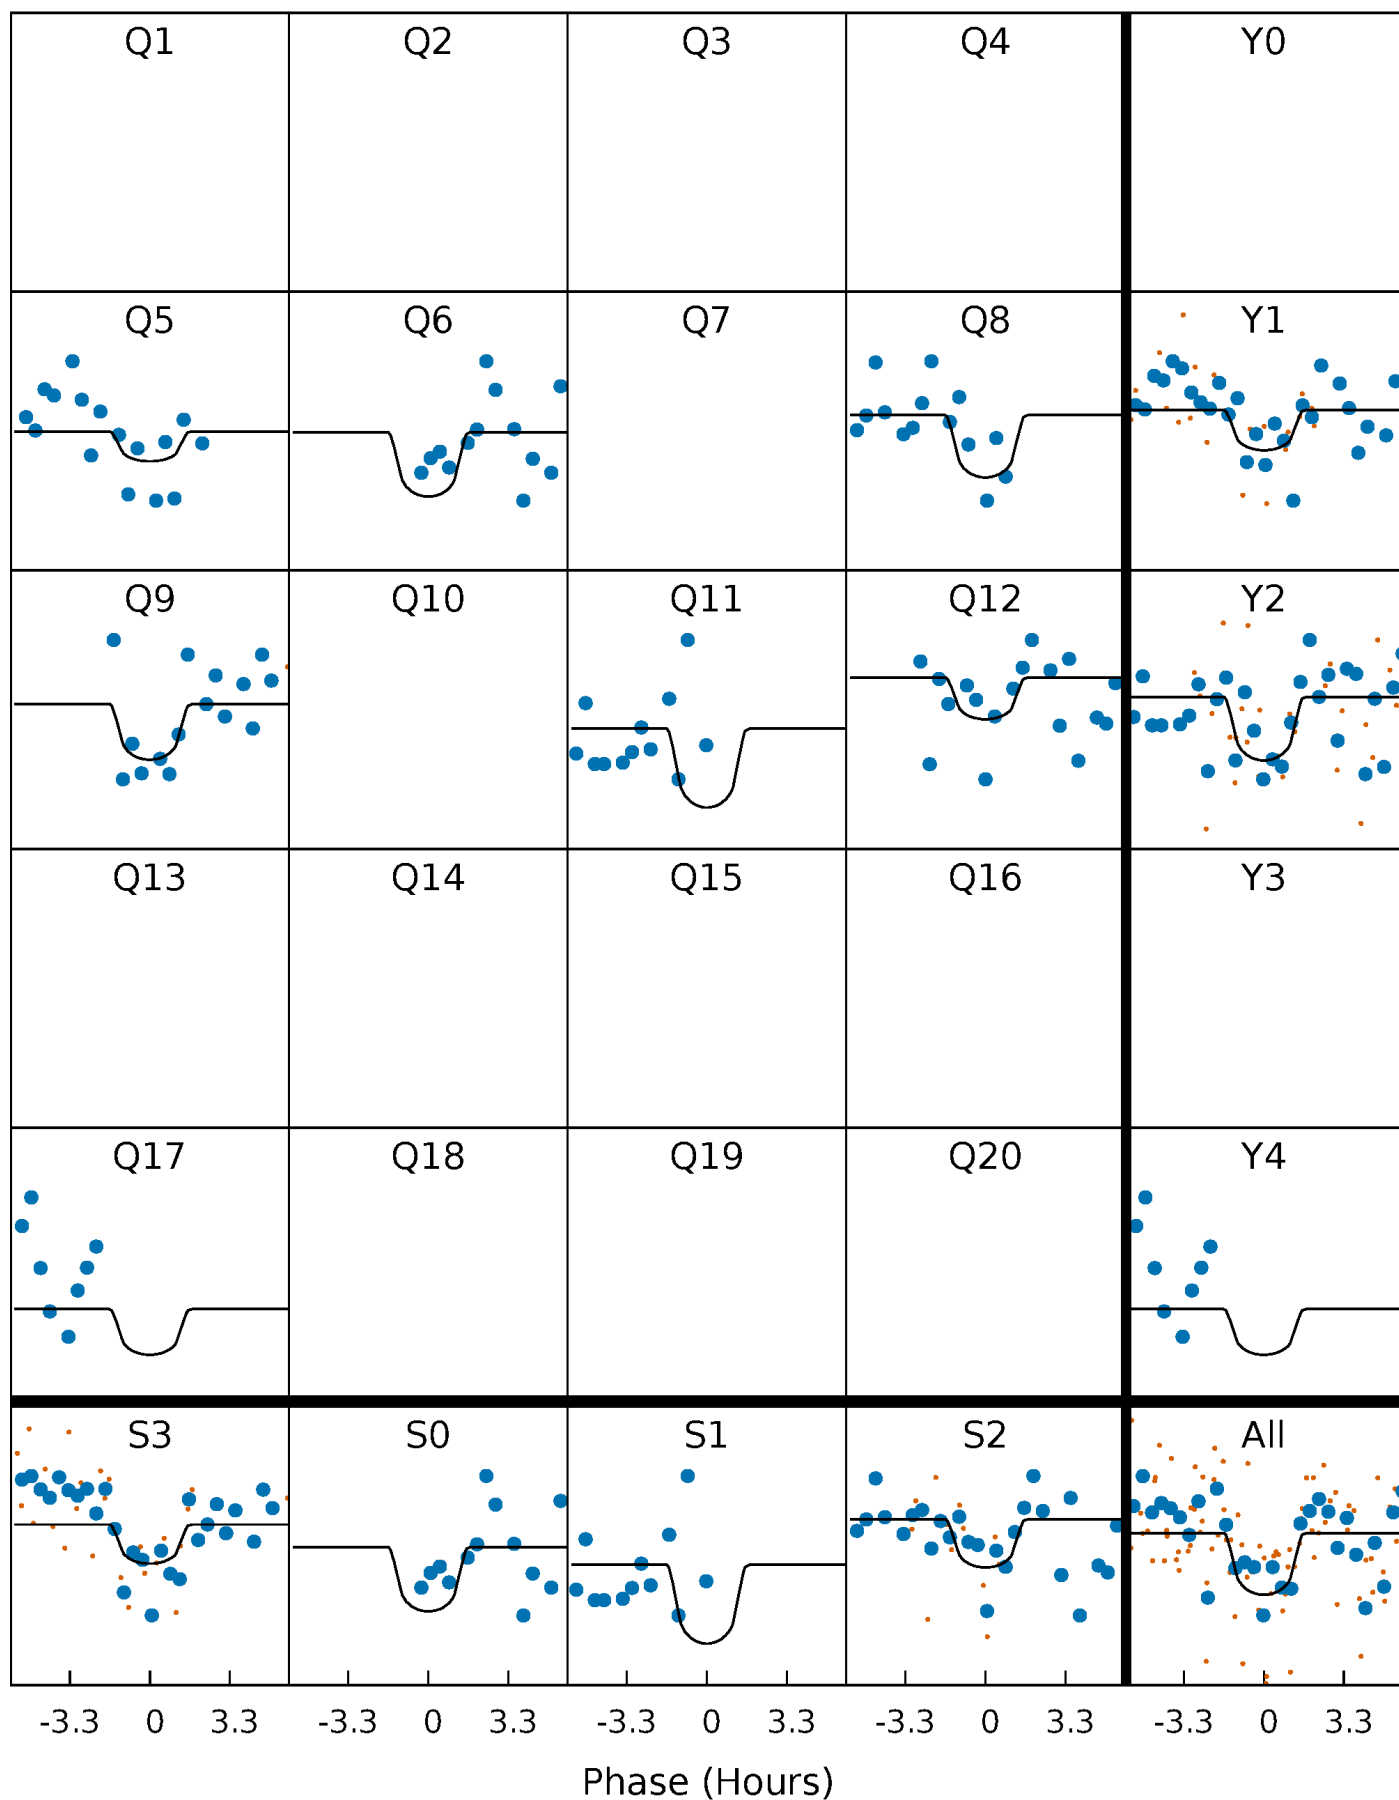 Q1 Q2 Q3 Q4 Y0
Q5 Q6 Q7 Q8 Y1
Q9 Q10 Q11 Q12 Y2
Q13 Q14 Q15 Q16 Y3
Q17 Q18 Q19 Q20 Y4
S3 S0 S1 S2 All
-3.3 0 3.3 -3.3 0 3.3 -3.3 0 3.3 -3.3 0 3.3 -3.3 0 3.3
Phase (Hours)